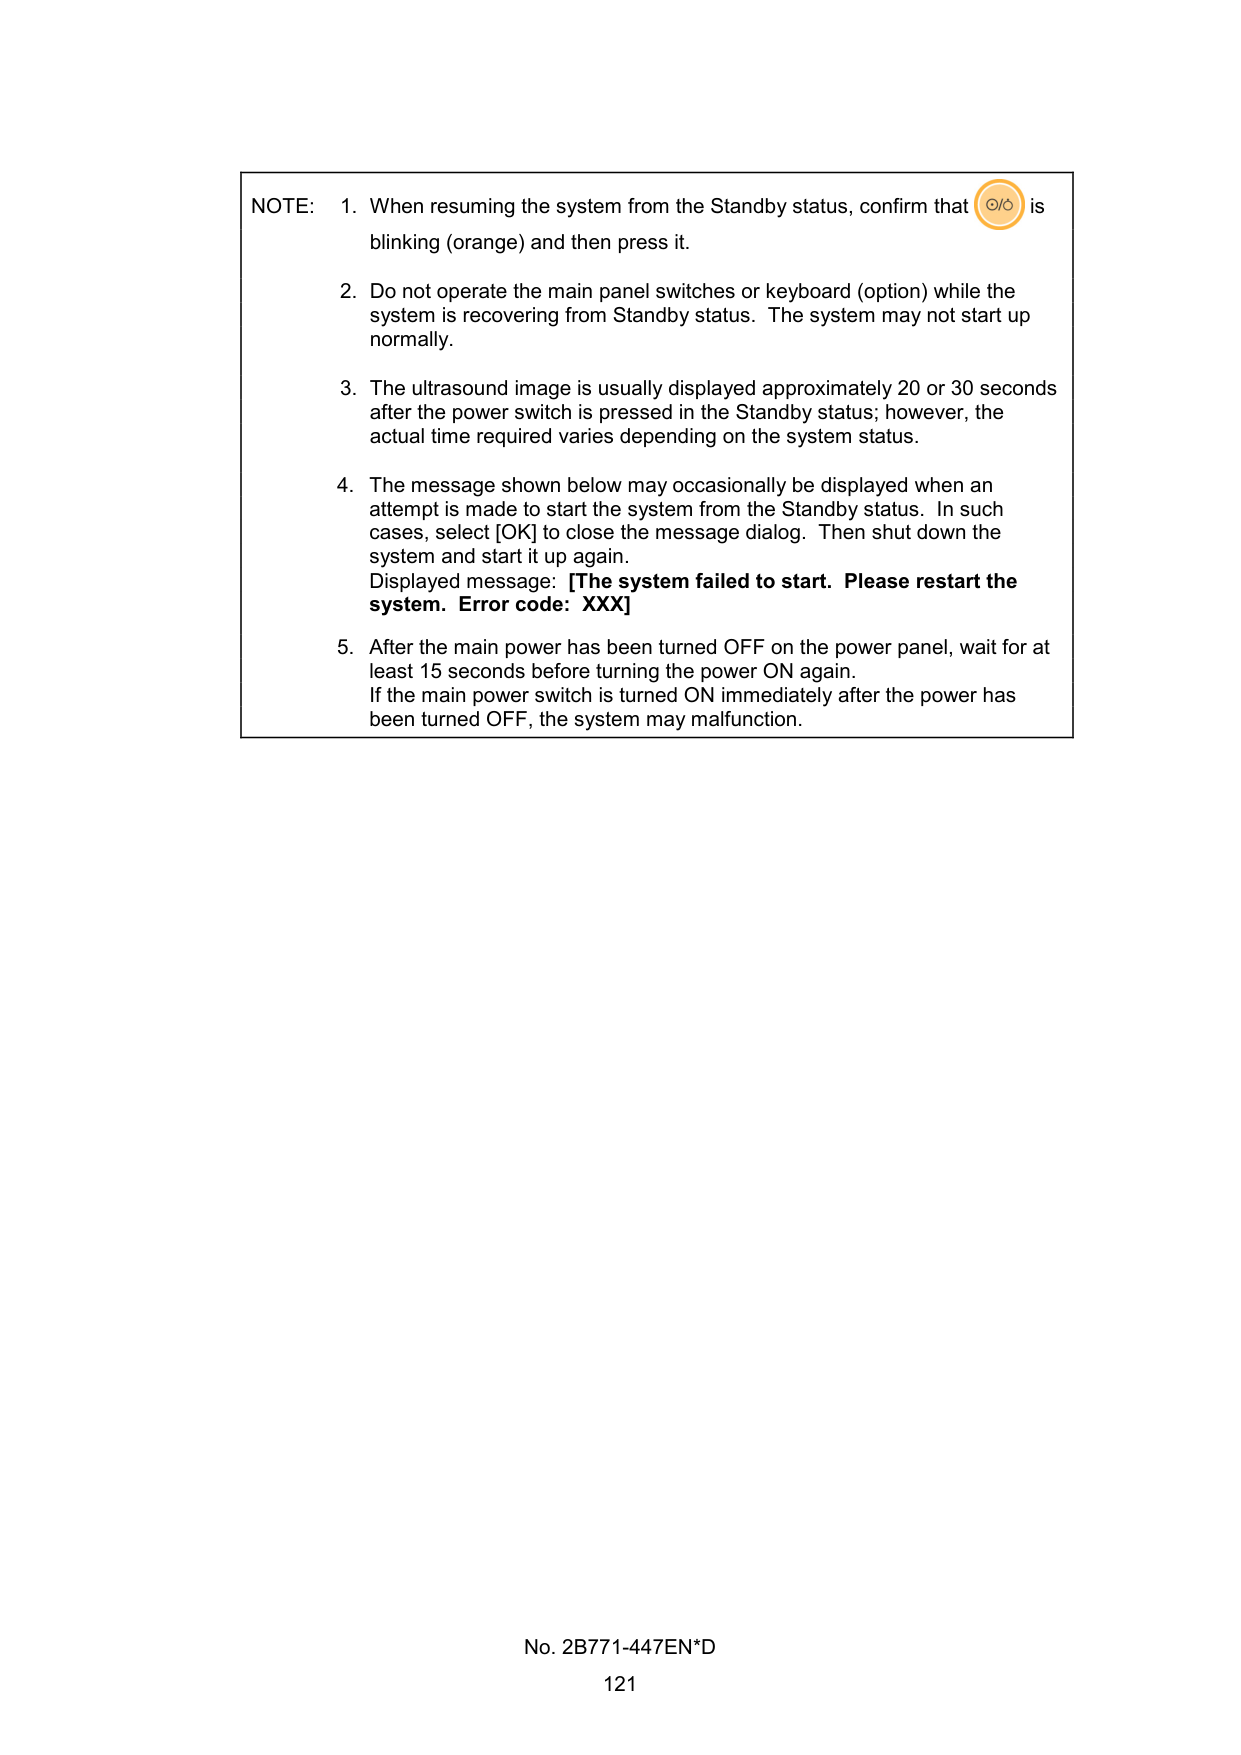 NOTE: 1. When resuming the system from the Standby status, confirm that ⊙/⏻ is
blinking (orange) and then press it.
2. Do not operate the main panel switches or keyboard (option) while the
system is recovering from Standby status. The system may not start up
normally.
3. The ultrasound image is usually displayed approximately 20 or 30 seconds
after the power switch is pressed in the Standby status; however, the
actual time required varies depending on the system status.
4. The message shown below may occasionally be displayed when an
attempt is made to start the system from the Standby status. In such
cases, select [OK] to close the message dialog. Then shut down the
system and start it up again.
Displayed message: [The system failed to start. Please restart the
system. Error code: XXX]
5. After the main power has been turned OFF on the power panel, wait for at
least 15 seconds before turning the power ON again.
If the main power switch is turned ON immediately after the power has
been turned OFF, the system may malfunction.
No. 2B771-447EN*D
121